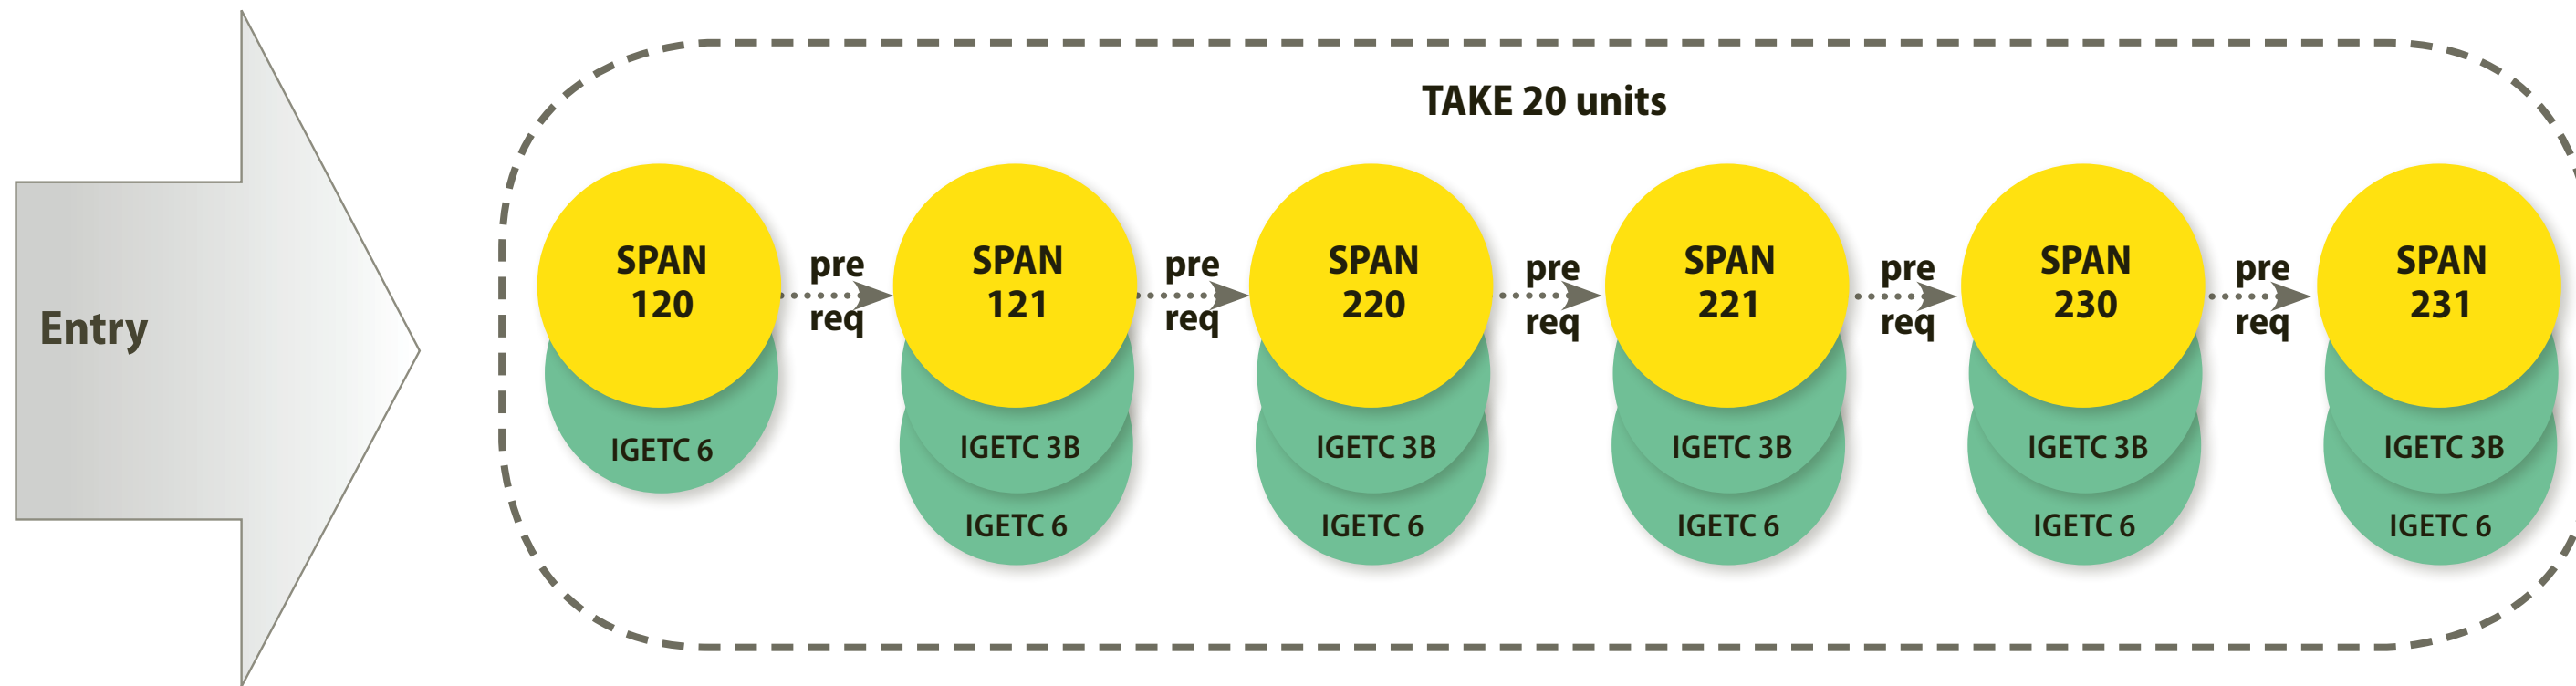 TAKE 20 units
Entry
SPAN
120
IGETC 6
pre
req
SPAN
121
IGETC 3B
IGETC 6
pre
req
SPAN
220
IGETC 3B
IGETC 6
pre
req
SPAN
221
IGETC 3B
IGETC 6
pre
req
SPAN
230
IGETC 3B
IGETC 6
pre
req
SPAN
231
IGETC 3B
IGETC 6